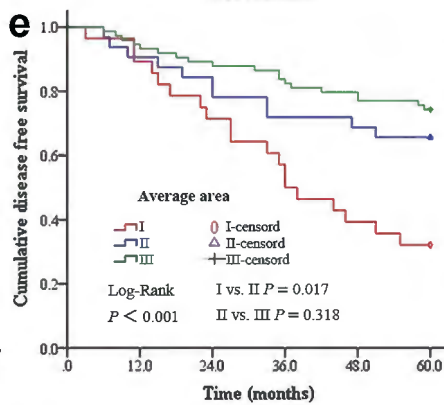 e
Cumulative disease free survival
1.0
0.8
0.6
0.4
0.2
0.0
Average area
I I-censord
II II-censord
III III-censord
Log-Rank I vs. II P = 0.017
P < 0.001 II vs. III P = 0.318
.0 12.0 24.0 36.0 48.0 60.0
Time (months)